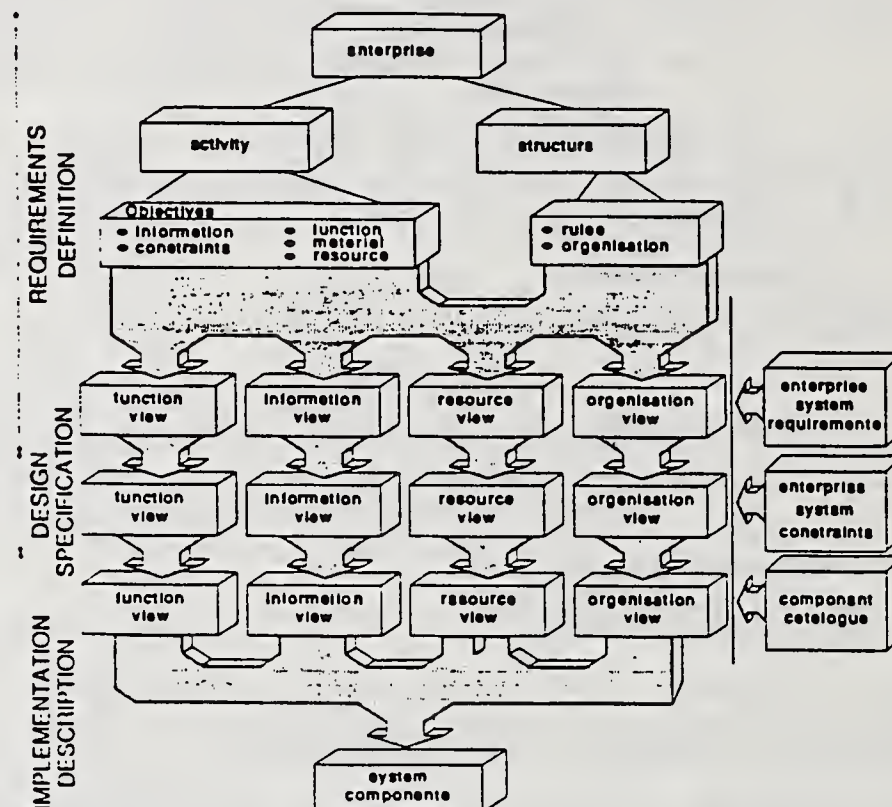 enterprise
activity
structure
REQUIREMENTS
DEFINITION
Objectives
• information
• constraints
• function
• material
• resource
• rules
• organisation
function
view
information
view
resource
view
organisation
view
enterprise
system
requirements
DESIGN
SPECIFICATION
function
view
information
view
resource
view
organisation
view
enterprise
system
constraints
function
view
information
view
resource
view
organisation
view
component
catalogue
IMPLEMENTATION
DESCRIPTION
system
components